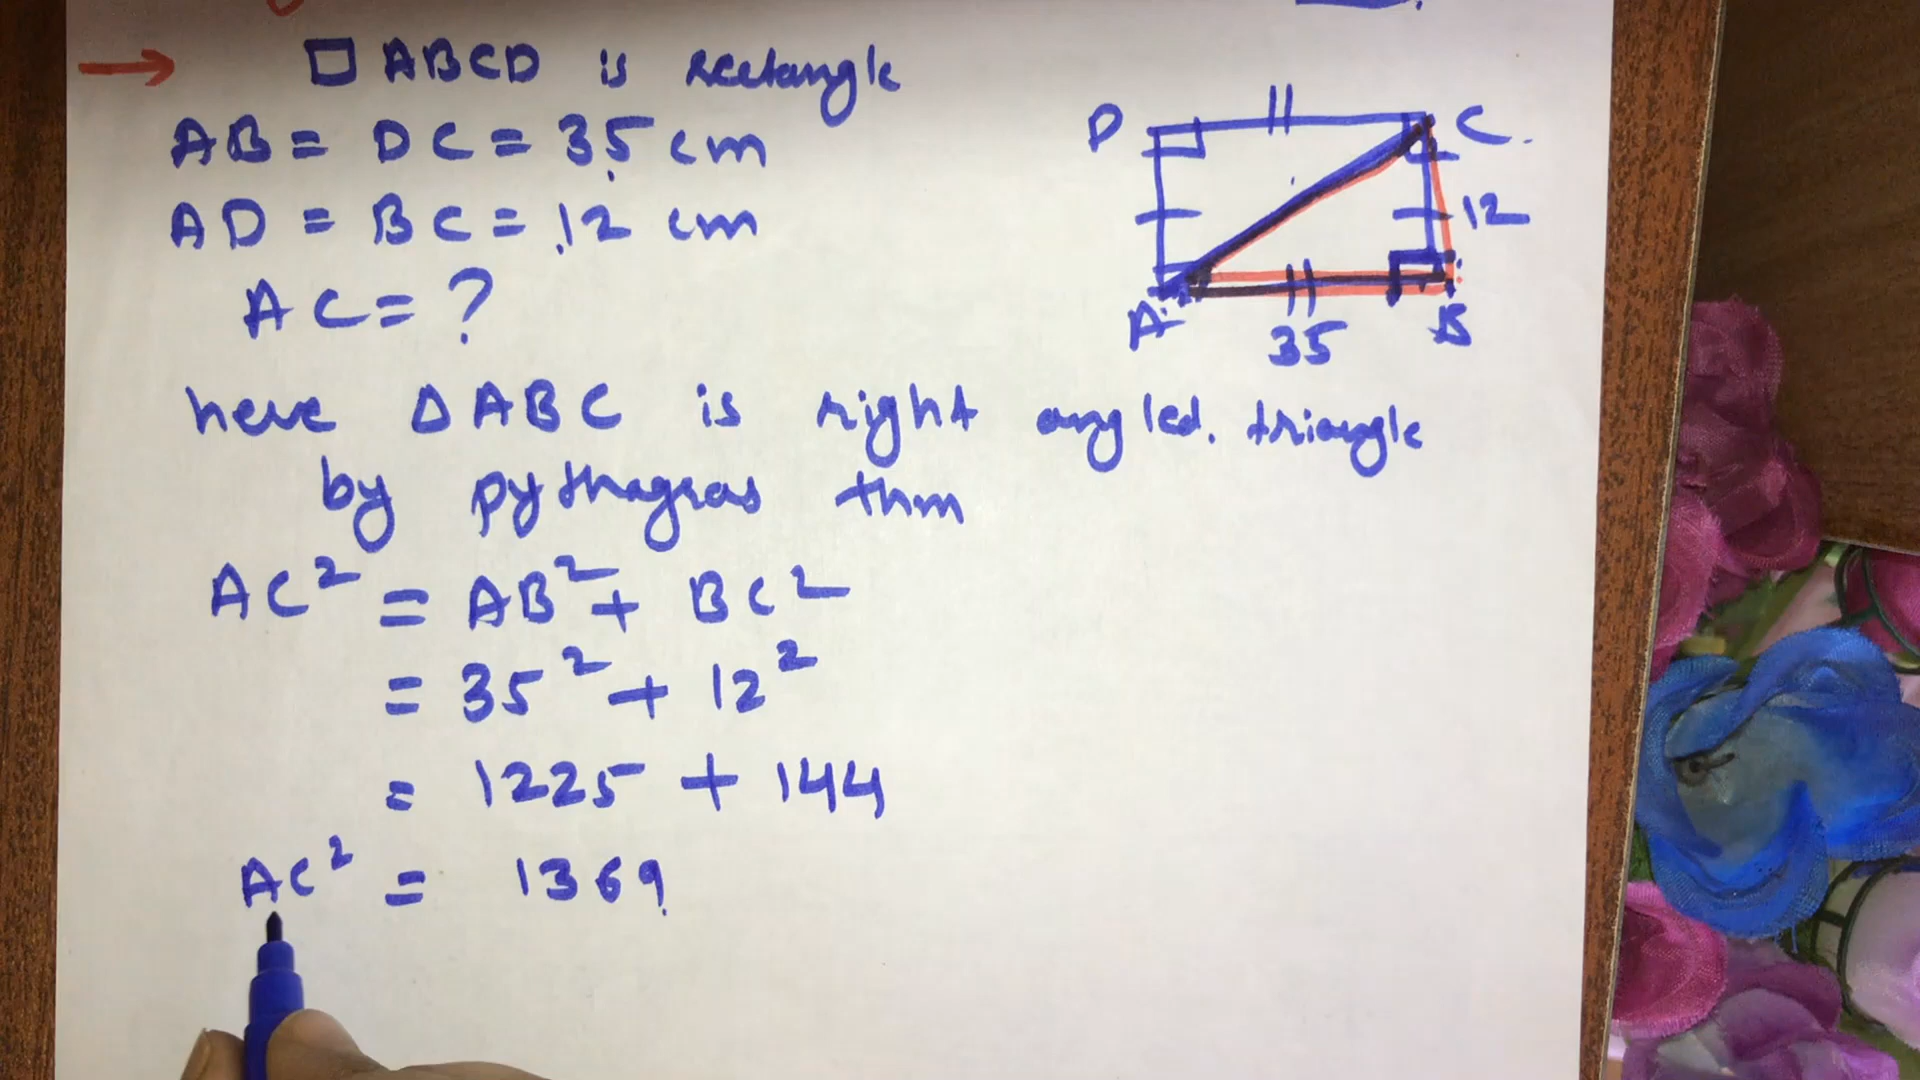 → □ ABCD is rectangle
AB = DC = 35 cm
AD = BC = 12 cm
AC = ?
D C
12
A B
35
here Δ ABC is right angled. triangle
by pythagras thm
AC² = AB² + BC²
= 35² + 12²
= 1225 + 144
AC² = 1369